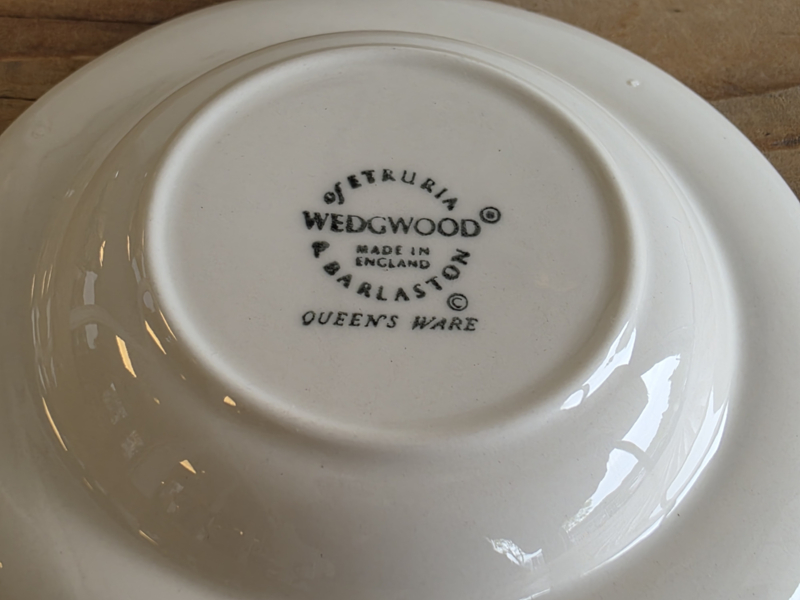 of ETRURIA
WEDGWOOD®
MADE IN
ENGLAND
& BARLASTON
©
QUEEN'S WARE